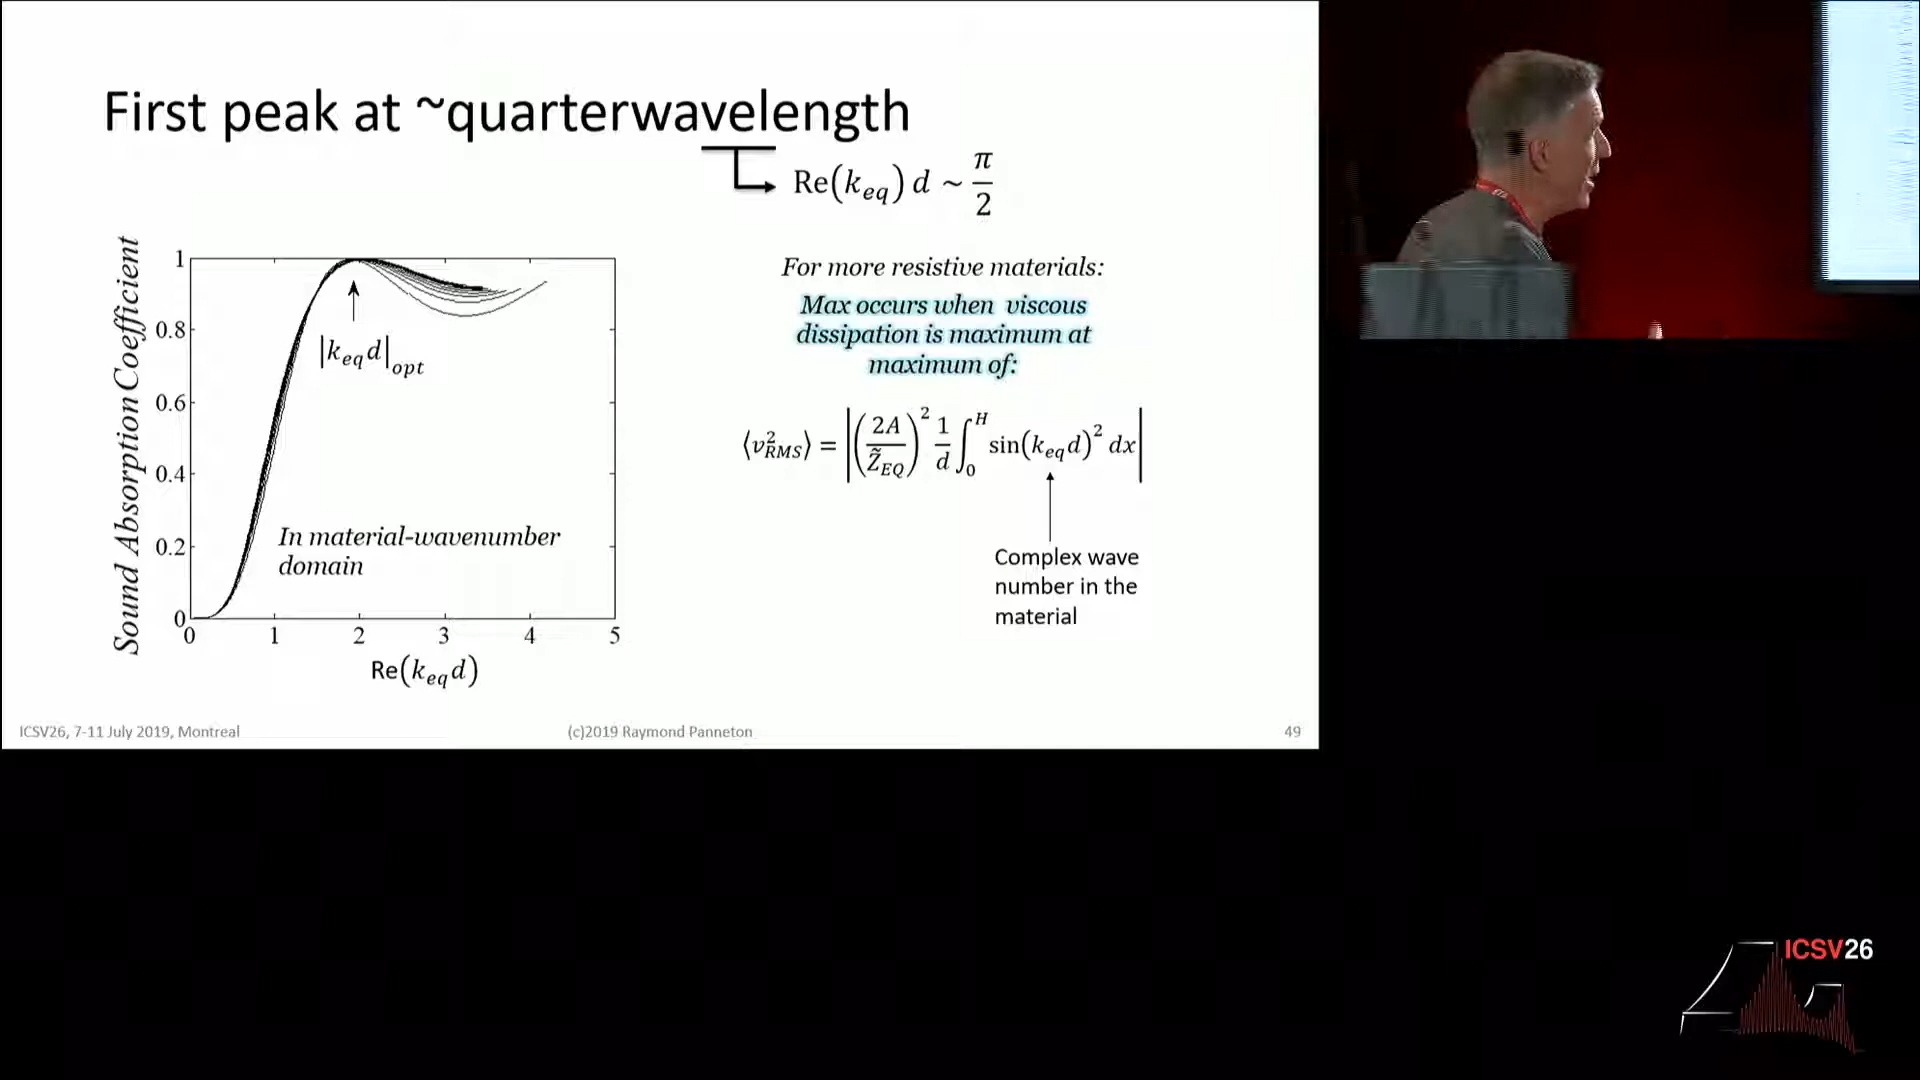 First peak at ~quarterwavelength
Re(k_eq) d ~ π/2
Sound Absorption Coefficient
1
0.8
0.6
0.4
0.2
0
0 1 2 3 4 5
|k_eq d|_opt
In material-wavenumber
domain
Re(k_eq d)
For more resistive materials:
Max occurs when viscous
dissipation is maximum at
maximum of:
⟨v²_RMS⟩ = |(2A/Z̃_EQ)² 1/d ∫₀ᴴ sin(k_eq d)² dx|
Complex wave
number in the
material
ICSV26, 7-11 July 2019, Montreal
(c)2019 Raymond Panneton
49
ICSV26